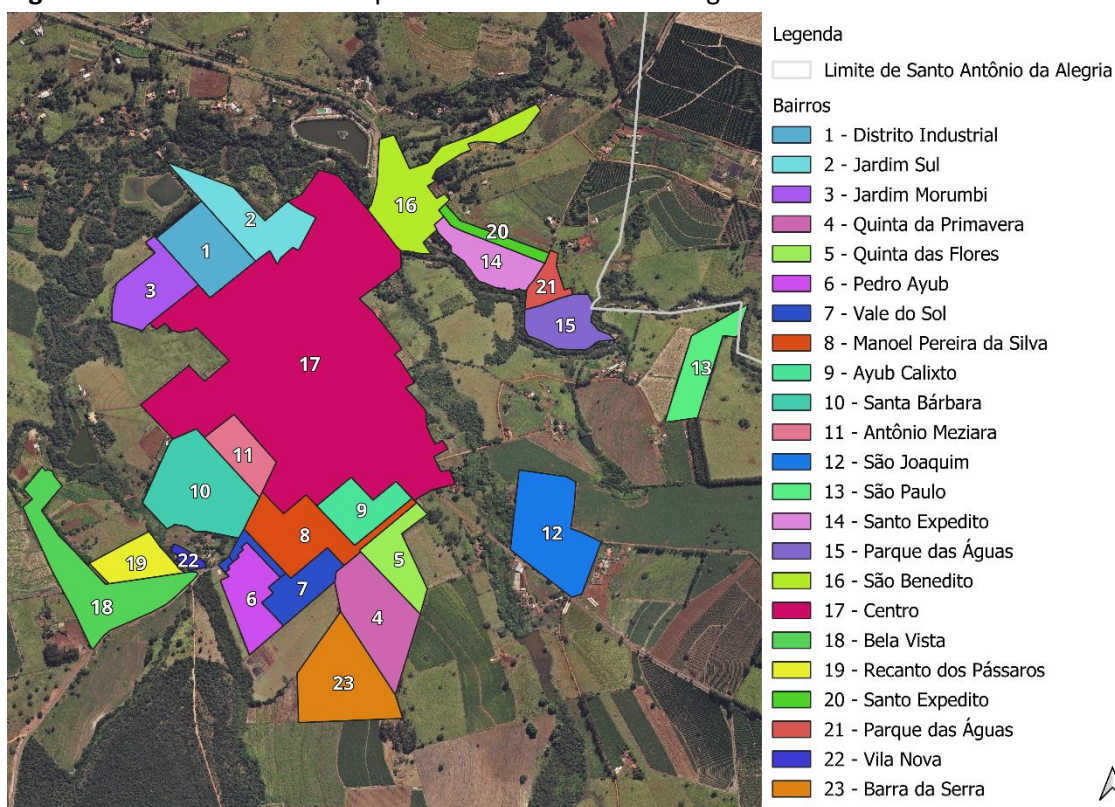 Legenda
Limite de Santo Antônio da Alegria
Bairros
1 - Distrito Industrial
2 - Jardim Sul
3 - Jardim Morumbi
4 - Quinta da Primavera
5 - Quinta das Flores
6 - Pedro Ayub
7 - Vale do Sol
8 - Manoel Pereira da Silva
9 - Ayub Calixto
10 - Santa Bárbara
11 - Antônio Meziara
12 - São Joaquim
13 - São Paulo
14 - Santo Expedito
15 - Parque das Águas
16 - São Benedito
17 - Centro
18 - Bela Vista
19 - Recanto dos Pássaros
20 - Santo Expedito
21 - Parque das Águas
22 - Vila Nova
23 - Barra da Serra
16
2
20
1
14
3
21
15
17
13
11
10
9
8
12
5
22
19
7
6
18
4
23